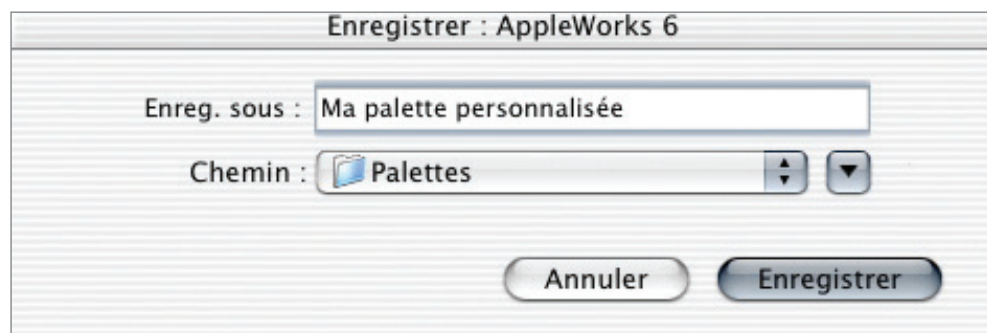 Enregistrer : AppleWorks 6
Enreg. sous : Ma palette personnalisée
Chemin : Palettes
Annuler Enregistrer